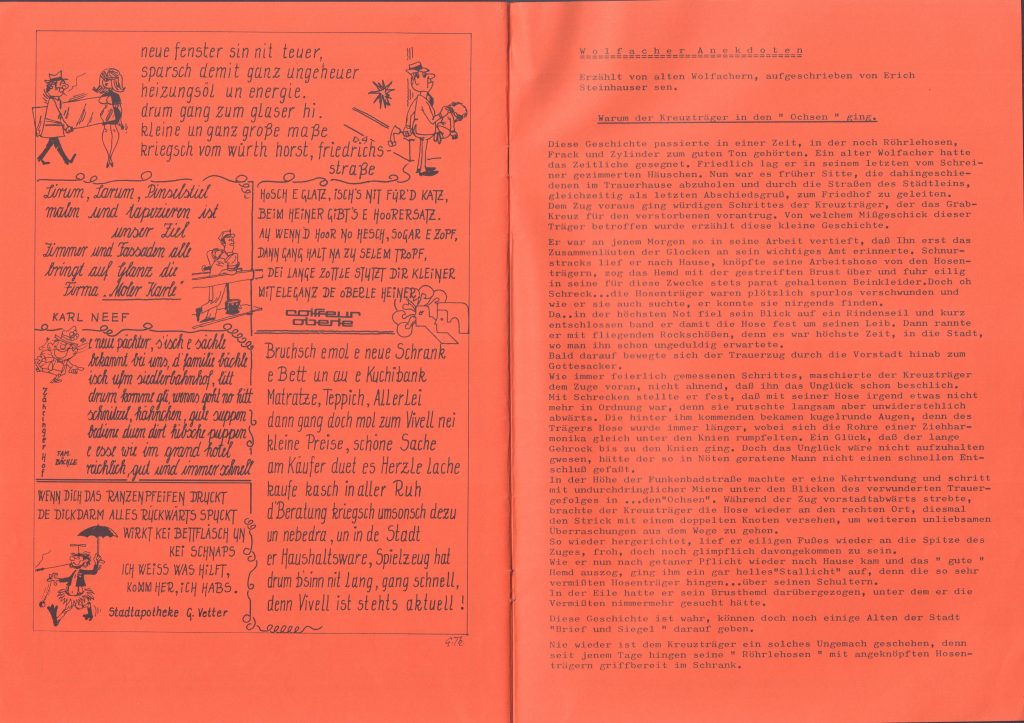 neue fenster sin nit teuer,
sparsch demit ganz ungeheuer
heizungsöl un energie.
drum gang zum glaser hi.
kleine un ganz große maße
kriegsch vom würth horst, friedrichs-
straße
Lirum, Larum, Pinselstiel
malen und tapezieren ist
unser Ziel
Zimmer und Fassaden alle
bringt auf Glanz die
Firma „Moler Karle"
KARL NEEF
HOSCH E GLATZ, ISCH'S NIT FÜR'D KATZ,
BEIM HEINER GIBT'S E HOORERSATZ.
AU WENN D HOOR NO HESCH, SOGAR E ZOPF,
DANN GANG HALT NA ZU SELEM TROPF,
DEI LANGE ZOTTLE STUTZT DIR KLEINER
MIT ELEGANZ DE OBERLE HEINER
coiffeur
oberle
e neui pächter, s'isch e sächle
bekannt bei uns, d familie bächle
isch ufm siedlerbahnhof, litt
drum kommt gli, wenns goht no hitt
schnitzel, hähnchen, gute suppen
bediene duen dort hübsche puppen
e esse wie im grand hotel
reichlich, gut und immer schnell
Zähringer Hof
FAM.
BÄCHLE
Bruchsch emol e neue Schrank
e Bett un au e Kuchibank
Matratze, Teppich, Allerlei
dann gang doch mol zum Vivell nei
kleine Preise, schöne Sache
am Käufer duet es Herzle lache
kaufe kasch in aller Ruh
d'Beratung kriegsch umsonsch dezu
un nebedra, un in de Stadt
er Haushaltsware, Spielzeug hat
drum b'sinn nit lang, gang schnell,
denn Vivell ist stehts aktuell !
WENN DICH DAS RANZENPFEIFEN DRUCKT
DE DICKDARM ALLES RÜCKWÄRTS SPUCKT
WIRKT KEI BETTFLÄSCH UN
KEI SCHNAPS
ICH WEISS WAS HILFT,
KOMM HER, ICH HABS.
Stadtapotheke G. Vetter
W o l f a c h e r A n e k d o t e n
Erzählt von alten Wolfachern, aufgeschrieben von Erich
Steinhauser sen.
Warum der Kreuzträger in den " Ochsen " ging.
Diese Geschichte passierte in einer Zeit, in der noch Röhrlehosen,
Frack und Zylinder zum guten Ton gehörten. Ein alter Wolfacher hatte
das Zeitliche gesegnet. Friedlich lag er in seinem letzten vom Schrei-
ner gezimmerten Häuschen. Nun war es früher Sitte, die dahingeschie-
denen im Trauerhause abzuholen und durch die Straßen des Städtleins,
gleichzeitig als letzten Abschiedsgruß, zum Friedhof zu geleiten.
Dem Zug voraus ging würdigen Schrittes der Kreuzträger, der das Grab-
Kreuz für den verstorbenen vorantrug. Von welchem Mißgeschick dieser
Träger betroffen wurde erzählt diese kleine Geschichte.
Er war an jenem Morgen so in seine Arbeit vertieft, daß Ihn erst das
Zusammenläuten der Glocken an sein wichtiges Amt erinnerte. Schnur-
stracks lief er nach Hause, knöpfte seine Arbeitshose von den Hosen-
trägern, zog das Hemd mit der gestreiften Brust über und fuhr eilig
in seine für diese Zwecke stets parat gehaltenen Beinkleider.Doch oh
Schreck...die Hosenträger waren plötzlich spurlos verschwunden und
wie er sie auch suchte, er konnte sie nirgends finden.
Da..in der höchsten Not fiel sein Blick auf ein Rindenseil und kurz
entschlossen band er damit die Hose fest um seinen Leib. Dann rannte
er mit fliegenden Rockschößen, denn es war höchste Zeit, in die Stadt,
wo man ihn schon ungeduldig erwartete.
Bald darauf bewegte sich der Trauerzug durch die Vorstadt hinab zum
Gottesacker.
Wie immer feierlich gemessenen Schrittes, maschierte der Kreuzträger
dem Zuge voran, nicht ahnend, daß ihn das Unglück schon beschlich.
Mit Schrecken stellte er fest, daß mit seiner Hose irgend etwas nicht
mehr in Ordnung war, denn sie rutschte langsam aber unwiderstehlich
abwärts. Die hinter ihm kommenden bekamen kugelrunde Augen, denn des
Trägers Hose wurde immer länger, wobei sich die Rohre einer Ziehhar-
monika gleich unter den Knien rumpfelten. Ein Glück, daß der lange
Gehrock bis zu den Knien ging. Doch das Unglück wäre nicht aufzuhalten
gwesen, hätte der so in Nöten geratene Mann nicht einen schnellen Ent-
schluß gefaßt.
In der Höhe der Funkenbadstraße machte er eine Kehrtwendung und schritt
mit undurchdringlicher Miene unter den Blicken des verwunderten Trauer-
gefolges in ...den"Ochsen". Während der Zug vorstadtabwärts strebte,
brachte der Kreuzträger die Hose wieder an den rechten Ort, diesmal
den Strick mit einem doppelten Knoten versehen, um weiteren unliebsamen
Überraschungen aus dem Wege zu gehen.
So wieder hergerichtet, lief er eiligen Fußes wieder an die Spitze des
Zuges, froh, doch noch glimpflich davongekommen zu sein.
Wie er nun nach getaner Pflicht wieder nach Hause kam und das " gute "
Hemd auszog, ging ihm ein gar helles"Stallicht" auf, denn die so sehr
vermißten Hosenträger hingen...über seinen Schultern.
In der Eile hatte er sein Brusthemd darübergezogen, unter dem er die
Vermißten nimmermehr gesucht hätte.
Diese Geschichte ist wahr, können doch noch einige Alten der Stadt
"Brief und Siegel " darauf geben.
Nie wieder ist dem Kreuzträger ein solches Ungemach geschehen, denn
seit jenem Tage hingen seine " Röhrlehosen " mit angeknöpften Hosen-
trägern griffbereit im Schrank.